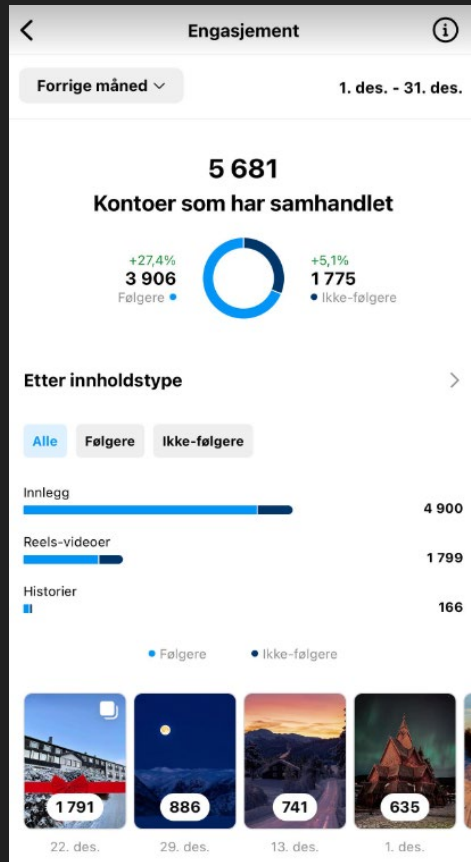 Engasjement
Forrige måned
1. des. - 31. des.
5 681
Kontoer som har samhandlet
+27,4%
3 906
Følgere
+5,1%
1 775
Ikke-følgere
Etter innholdstype
Alle Følgere Ikke-følgere
Innlegg
4 900
Reels-videoer
1 799
Historier
166
Følgere Ikke-følgere
1 791 886 741 635
22. des. 29. des. 13. des. 1. des.